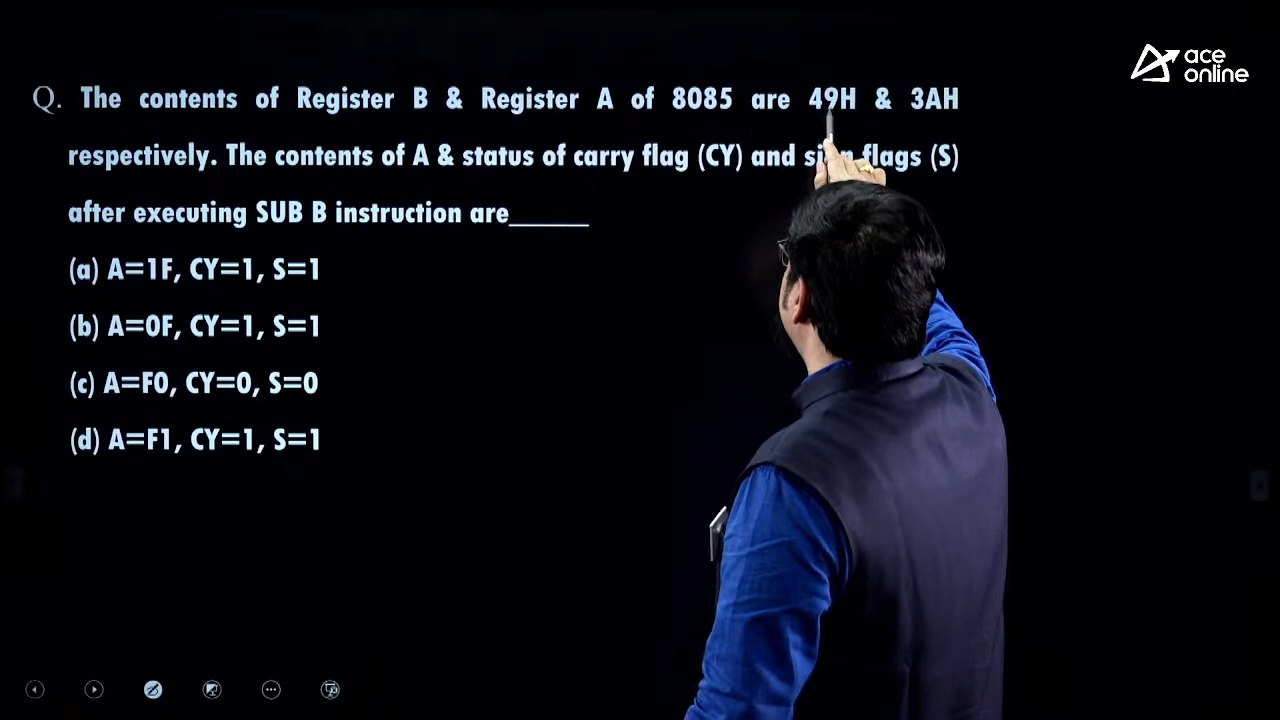 ace
online
Q. The contents of Register B & Register A of 8085 are 49H & 3AH
respectively. The contents of A & status of carry flag (CY) and flags (S)
after executing SUB B instruction are______
(a) A=1F, CY=1, S=1
(b) A=0F, CY=1, S=1
(c) A=F0, CY=0, S=0
(d) A=F1, CY=1, S=1